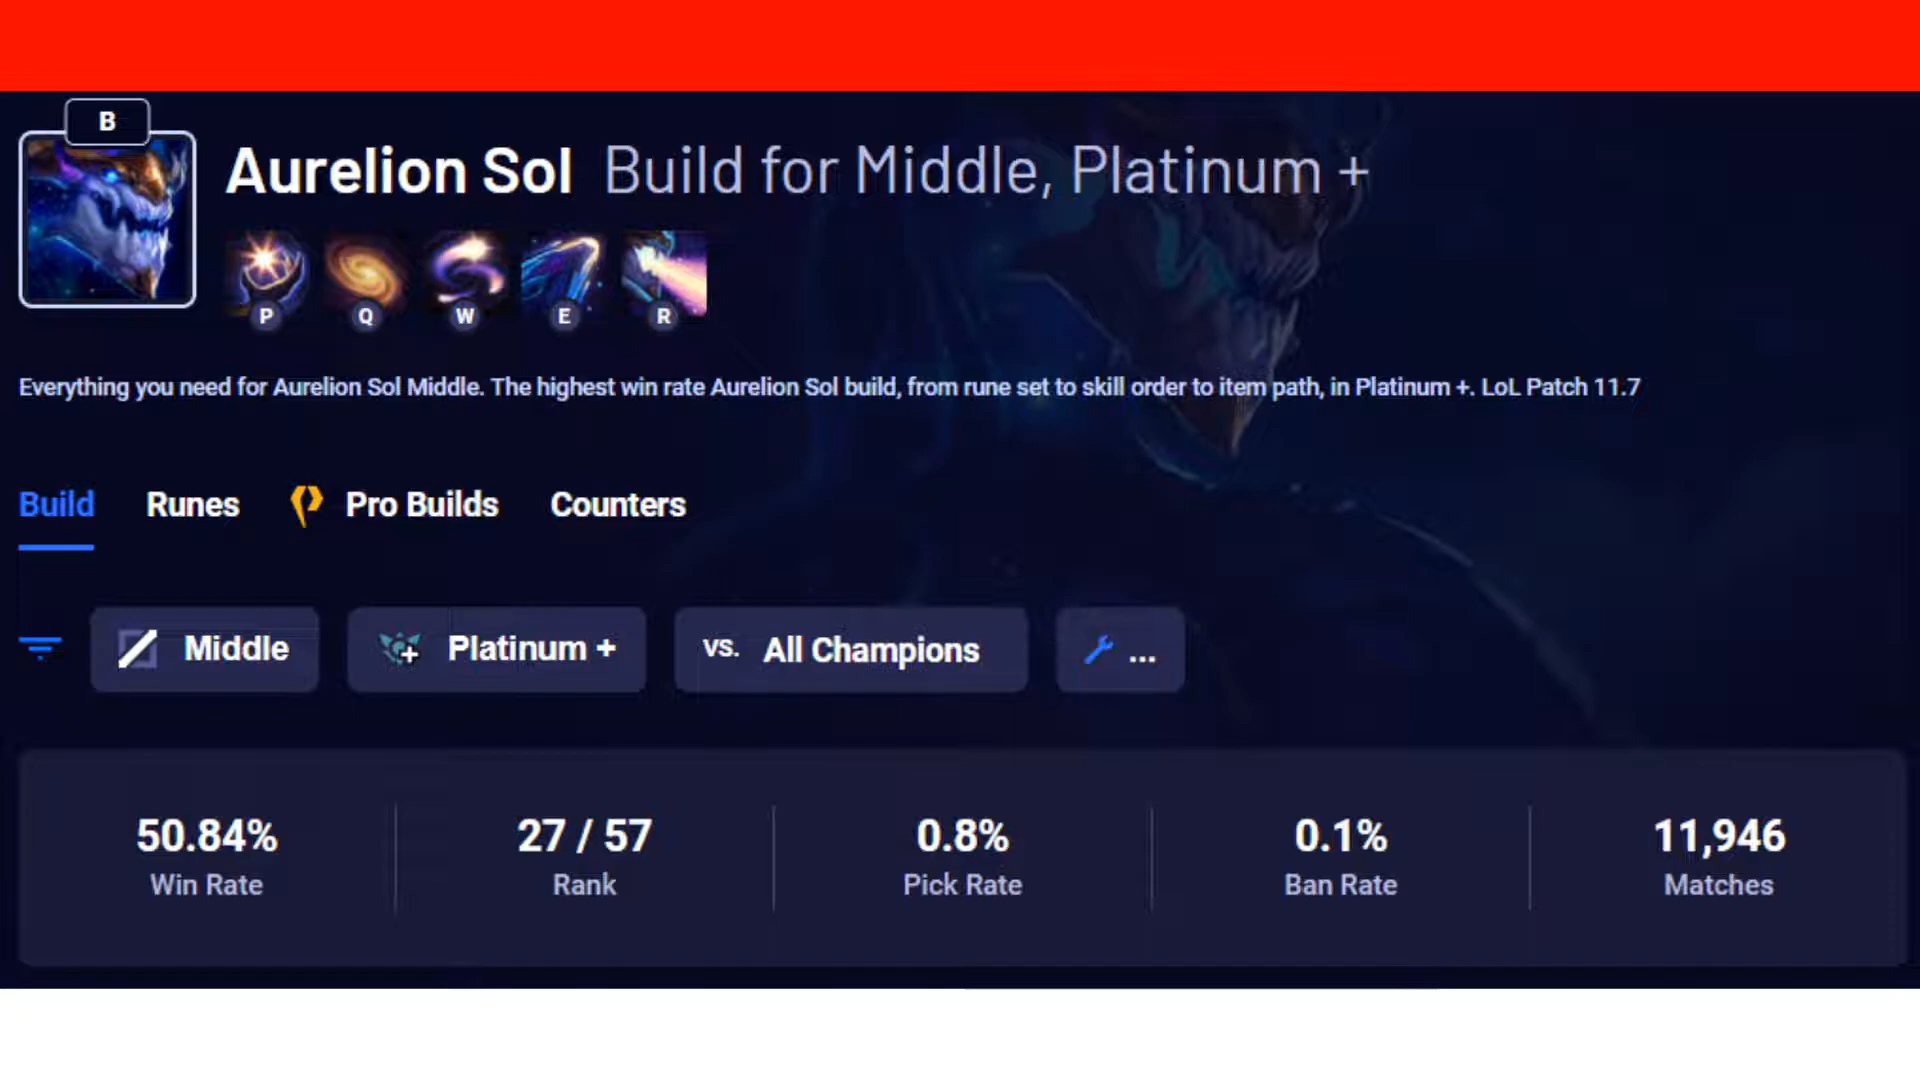 B
Aurelion Sol Build for Middle, Platinum +
P Q W E R
Everything you need for Aurelion Sol Middle. The highest win rate Aurelion Sol build, from rune set to skill order to item path, in Platinum +. LoL Patch 11.7
Build Runes Pro Builds Counters
Middle Platinum + vs. All Champions ...
50.84% 27 / 57 0.8% 0.1% 11,946
Win Rate Rank Pick Rate Ban Rate Matches